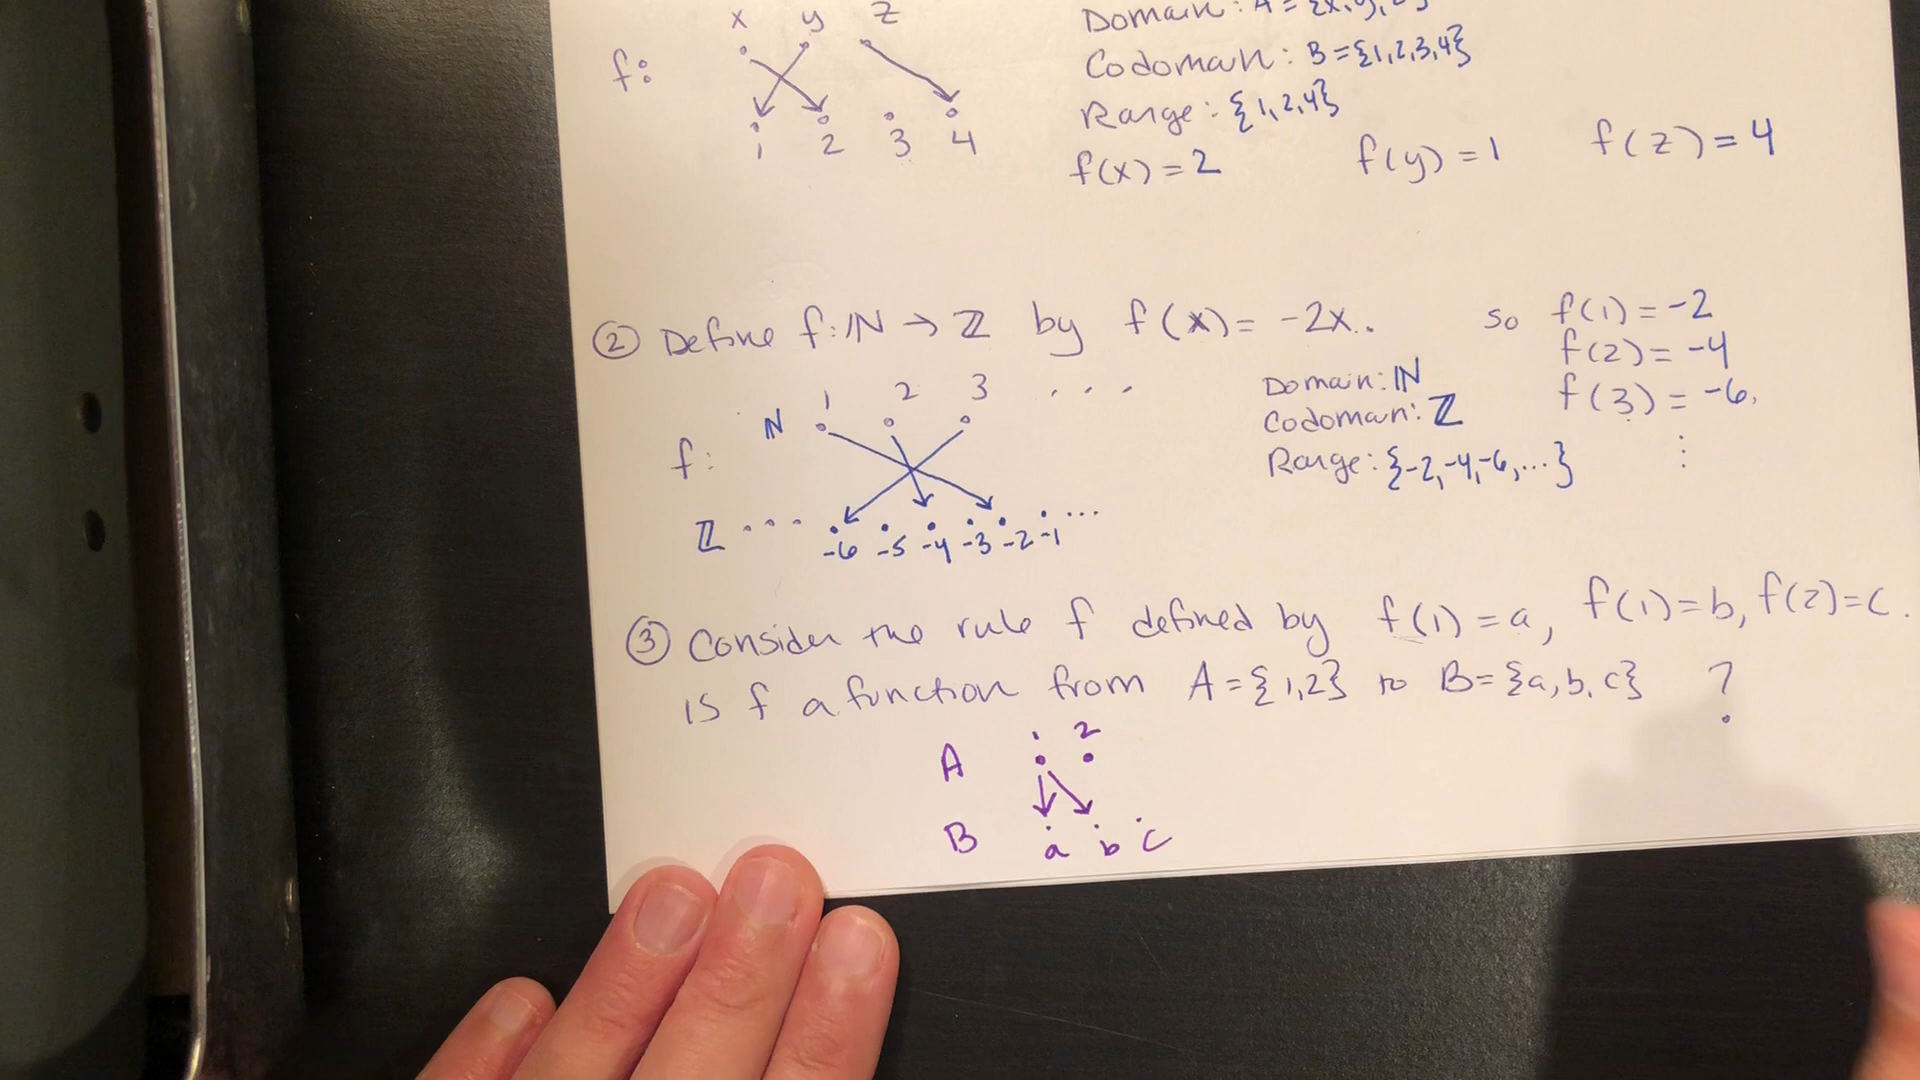 x y z
Domain: A = {x, y,
f:
Codomain: B = {1,2,3,4}
Range: {1,2,4}
1 2 3 4
f(x) = 2 f(y) = 1 f(z) = 4
② Define f: ℕ → ℤ by f(x) = -2x. so f(1) = -2
f(2) = -4
f(3) = -6,
⋮
Domain: ℕ
Codomain: ℤ
Range: {-2,-4,-6,...}
ℕ 1 2 3 ...
f:
ℤ ... -6 -5 -4 -3 -2 -1 ...
③ Consider the rule f defined by f(1) = a, f(1) = b, f(2) = c.
Is f a function from A = {1,2} to B = {a, b, c} ?
A 1 2
B a b c